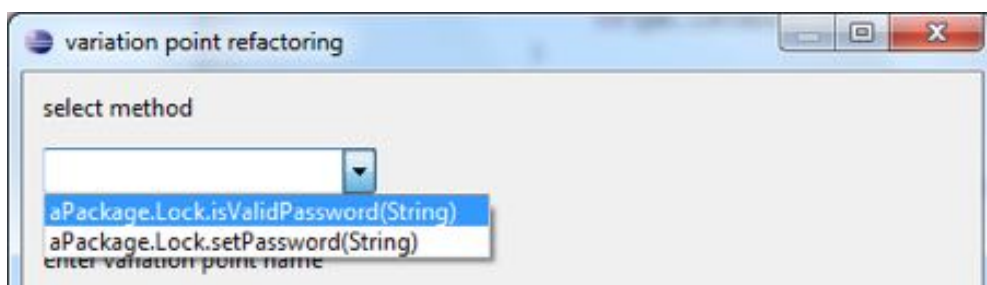 variation point refactoring
select method
aPackage.Lock.isValidPassword(String)
aPackage.Lock.setPassword(String)
enter variation point name